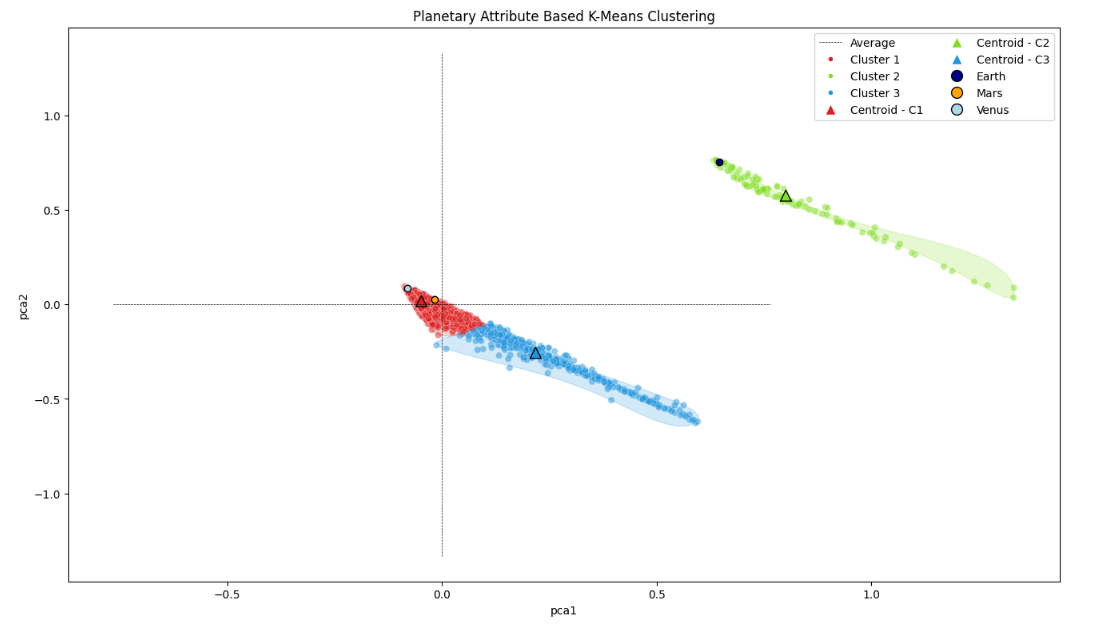 Planetary Attribute Based K-Means Clustering
Average
Cluster 1
Cluster 2
Cluster 3
Centroid - C1
Centroid - C2
Centroid - C3
Earth
Mars
Venus
pca2
1.0
0.5
0.0
−0.5
−1.0
−0.5
0.0
0.5
1.0
pca1